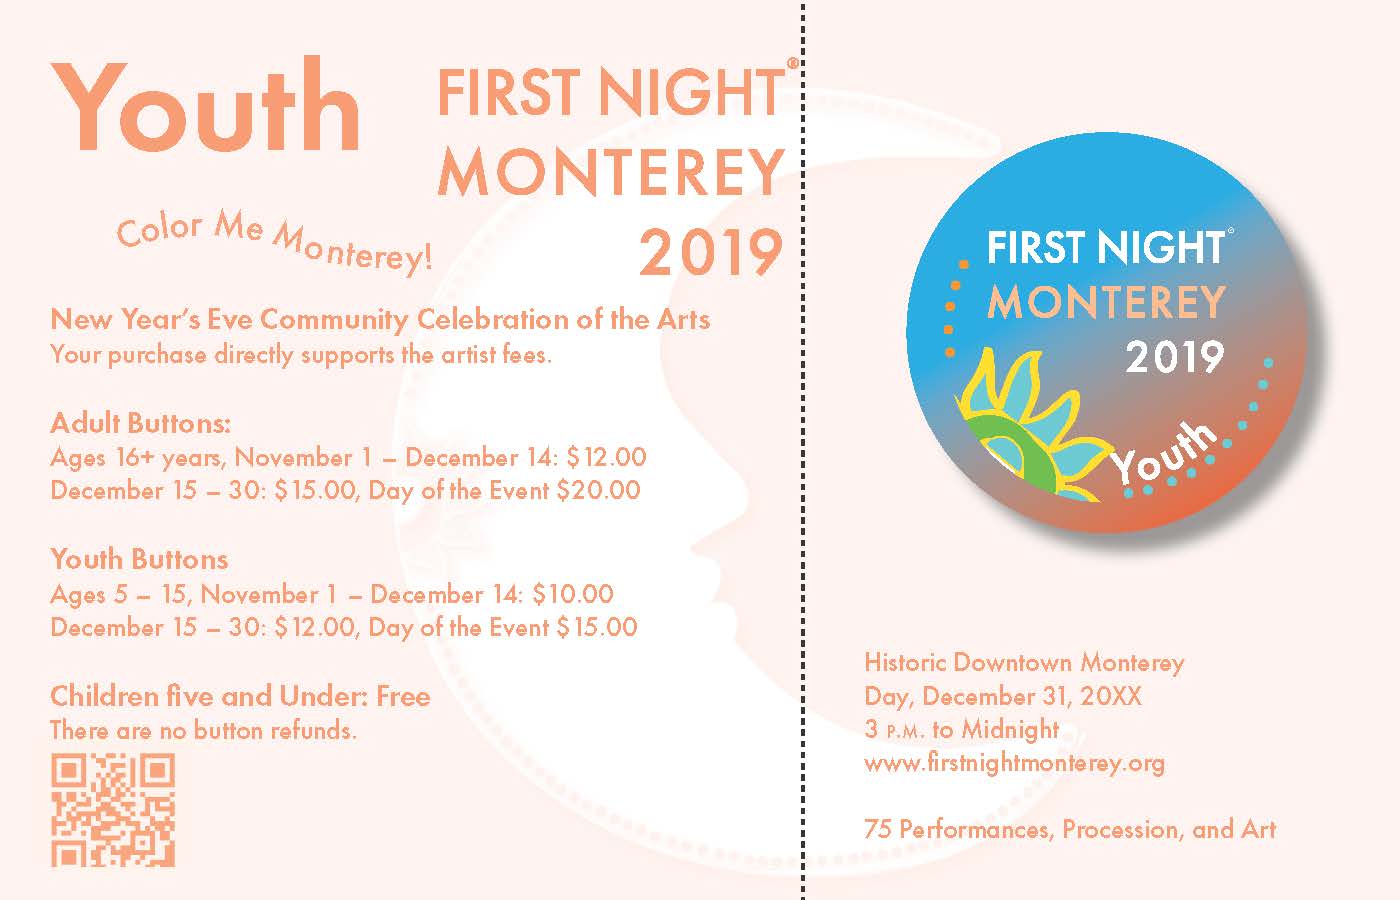 Youth
FIRST NIGHT®
MONTEREY
2019
Color Me Monterey!
New Year’s Eve Community Celebration of the Arts
Your purchase directly supports the artist fees.
Adult Buttons:
Ages 16+ years, November 1 – December 14: $12.00
December 15 – 30: $15.00, Day of the Event $20.00
Youth Buttons
Ages 5 – 15, November 1 – December 14: $10.00
December 15 – 30: $12.00, Day of the Event $15.00
Children five and Under: Free
There are no button refunds.
FIRST NIGHT®
MONTEREY
2019
Youth
Historic Downtown Monterey
Day, December 31, 20XX
3 P.M. to Midnight
www.firstnightmonterey.org
75 Performances, Procession, and Art